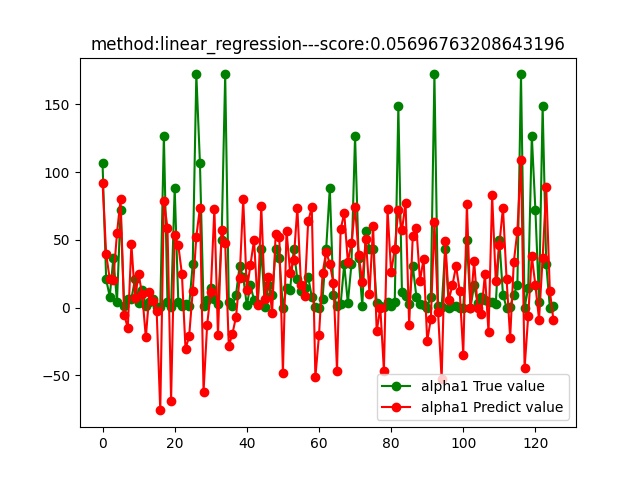 method:linear_regression---score:0.05696763208643196
150
100
50
0
−50
0 20 40 60 80 100 120
alpha1 True value
alpha1 Predict value